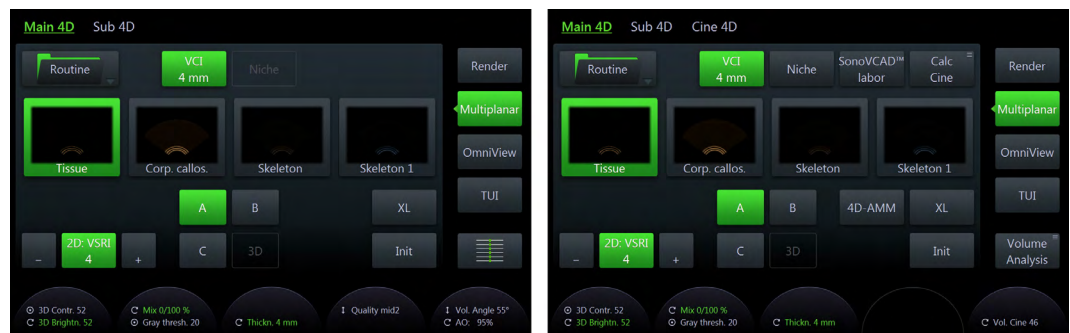 Main 4D Sub 4D
Routine
VCI
4 mm
Niche
Render
Multiplanar
Tissue
Corp. callos.
Skeleton
Skeleton 1
OmniView
TUI
A
B
XL
–
2D: VSRI
4
+
C
3D
Init
3D Contr. 52
3D Brightn. 52
Mix 0/100 %
Gray thresh. 20
Thickn. 4 mm
Quality mid2
Vol. Angle 55°
AO: 95%
Main 4D Sub 4D Cine 4D
Routine
VCI
4 mm
Niche
SonoVCAD™
labor
Calc
Cine
Render
Multiplanar
Tissue
Corp. callos.
Skeleton
Skeleton 1
OmniView
TUI
A
B
4D-AMM
XL
–
2D: VSRI
4
+
C
3D
Init
Volume
Analysis
3D Contr. 52
3D Brightn. 52
Mix 0/100 %
Gray thresh. 20
Thickn. 4 mm
Vol. Cine 46